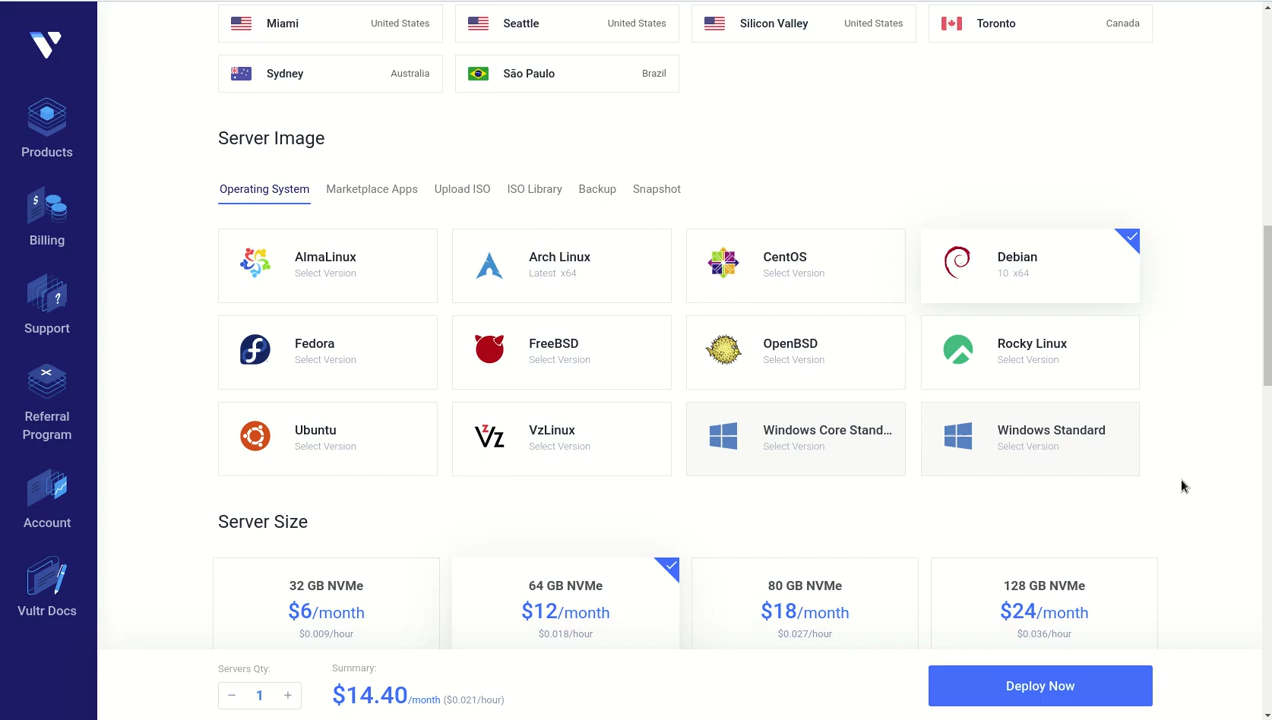 Miami United States
Seattle United States
Silicon Valley United States
Toronto Canada
Sydney Australia
São Paulo Brazil
Products
Billing
Support
Referral
Program
Account
Vultr Docs
Server Image
Operating System Marketplace Apps Upload ISO ISO Library Backup Snapshot
AlmaLinux
Select Version
Arch Linux
Latest x64
CentOS
Select Version
Debian
10 x64
Fedora
Select Version
FreeBSD
Select Version
OpenBSD
Select Version
Rocky Linux
Select Version
Ubuntu
Select Version
VzLinux
Select Version
Windows Core Stand...
Select Version
Windows Standard
Select Version
Server Size
32 GB NVMe
$6/month
$0.009/hour
64 GB NVMe
$12/month
$0.018/hour
80 GB NVMe
$18/month
$0.027/hour
128 GB NVMe
$24/month
$0.036/hour
Servers Qty:
− 1 +
Summary:
$14.40/month ($0.021/hour)
Deploy Now